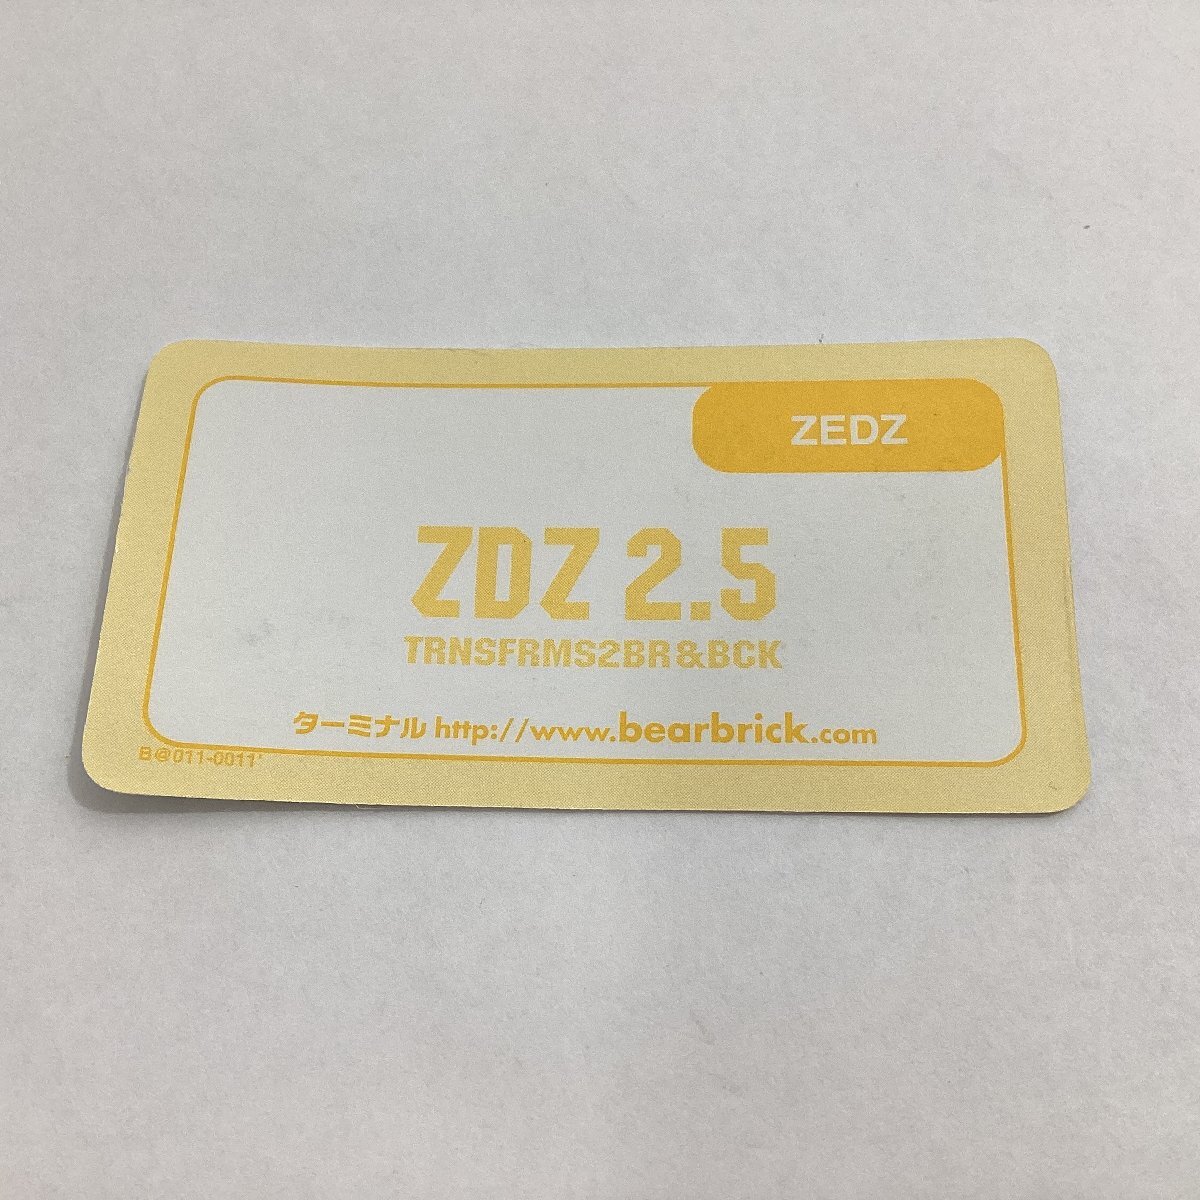 ZEDZ
ZDZ 2.5
TRNSFRMS2BR&BCK
ターミナル http://www.bearbrick.com
B@011-0011'